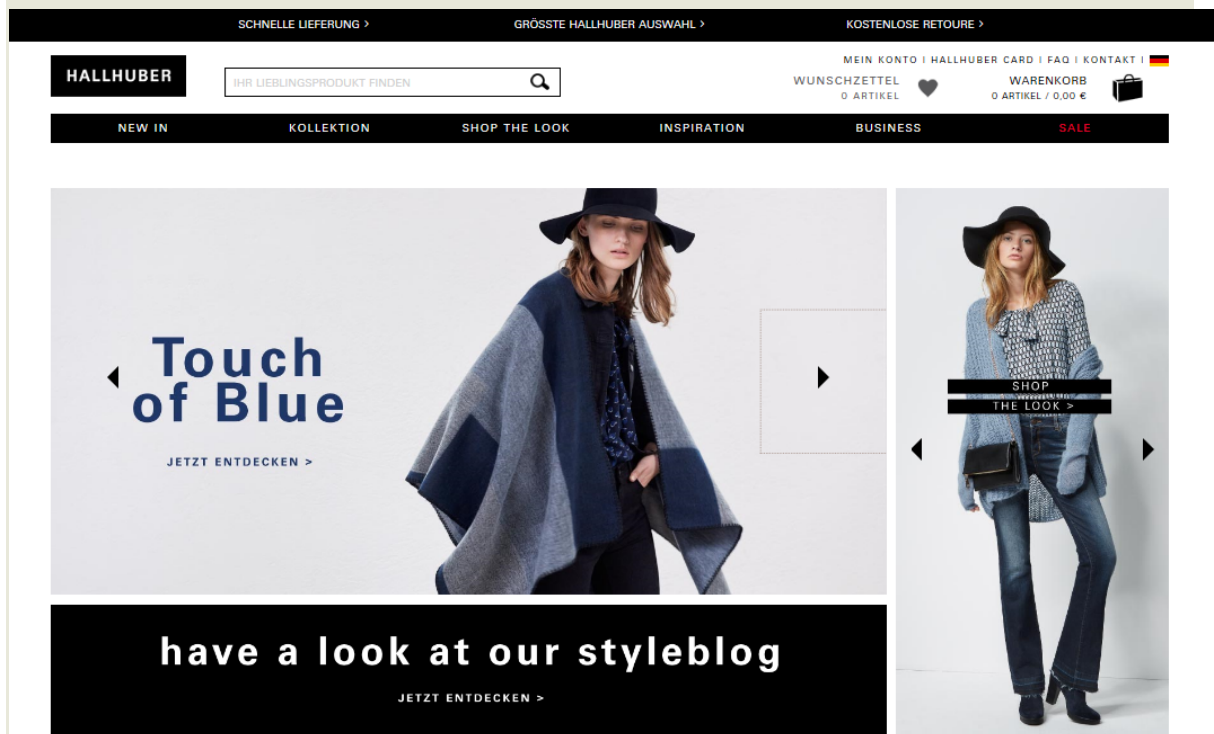 SCHNELLE LIEFERUNG >
GRÖSSTE HALLHUBER AUSWAHL >
KOSTENLOSE RETOURE >
MEIN KONTO I HALLHUBER CARD I FAQ I KONTAKT I
HALLHUBER
IHR LIEBLINGSPRODUKT FINDEN
WUNSCHZETTEL
0 ARTIKEL
WARENKORB
0 ARTIKEL / 0,00 €
NEW IN
KOLLEKTION
SHOP THE LOOK
INSPIRATION
BUSINESS
SALE
Touch
of Blue
JETZT ENTDECKEN >
SHOP
THE LOOK >
have a look at our styleblog
JETZT ENTDECKEN >